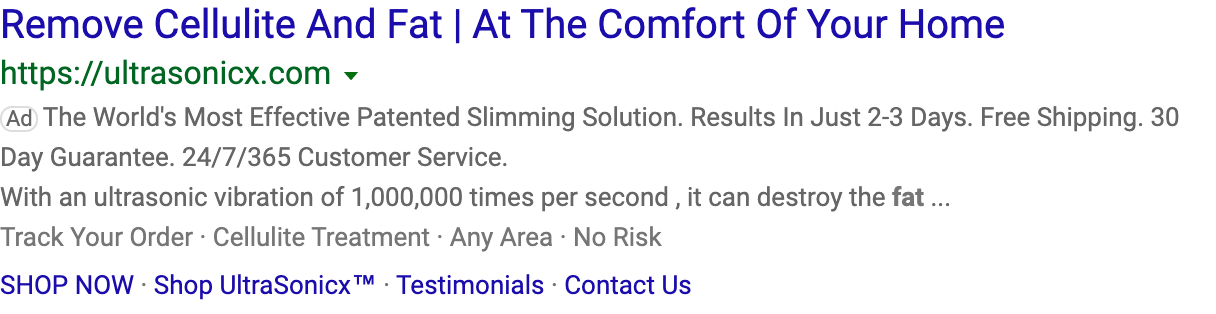 Remove Cellulite And Fat | At The Comfort Of Your Home
https://ultrasonicx.com
Ad The World's Most Effective Patented Slimming Solution. Results In Just 2-3 Days. Free Shipping. 30
Day Guarantee. 24/7/365 Customer Service.
With an ultrasonic vibration of 1,000,000 times per second , it can destroy the fat ...
Track Your Order · Cellulite Treatment · Any Area · No Risk
SHOP NOW · Shop UltraSonicx™ · Testimonials · Contact Us